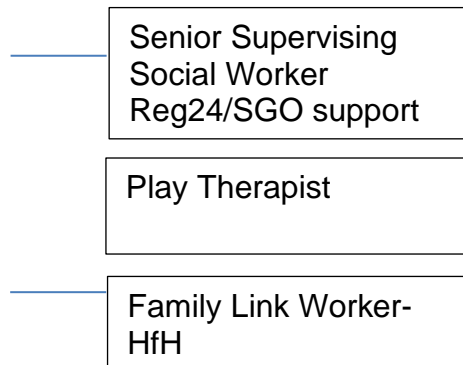 Senior Supervising
Social Worker
Reg24/SGO support
Play Therapist
Family Link Worker-
HfH